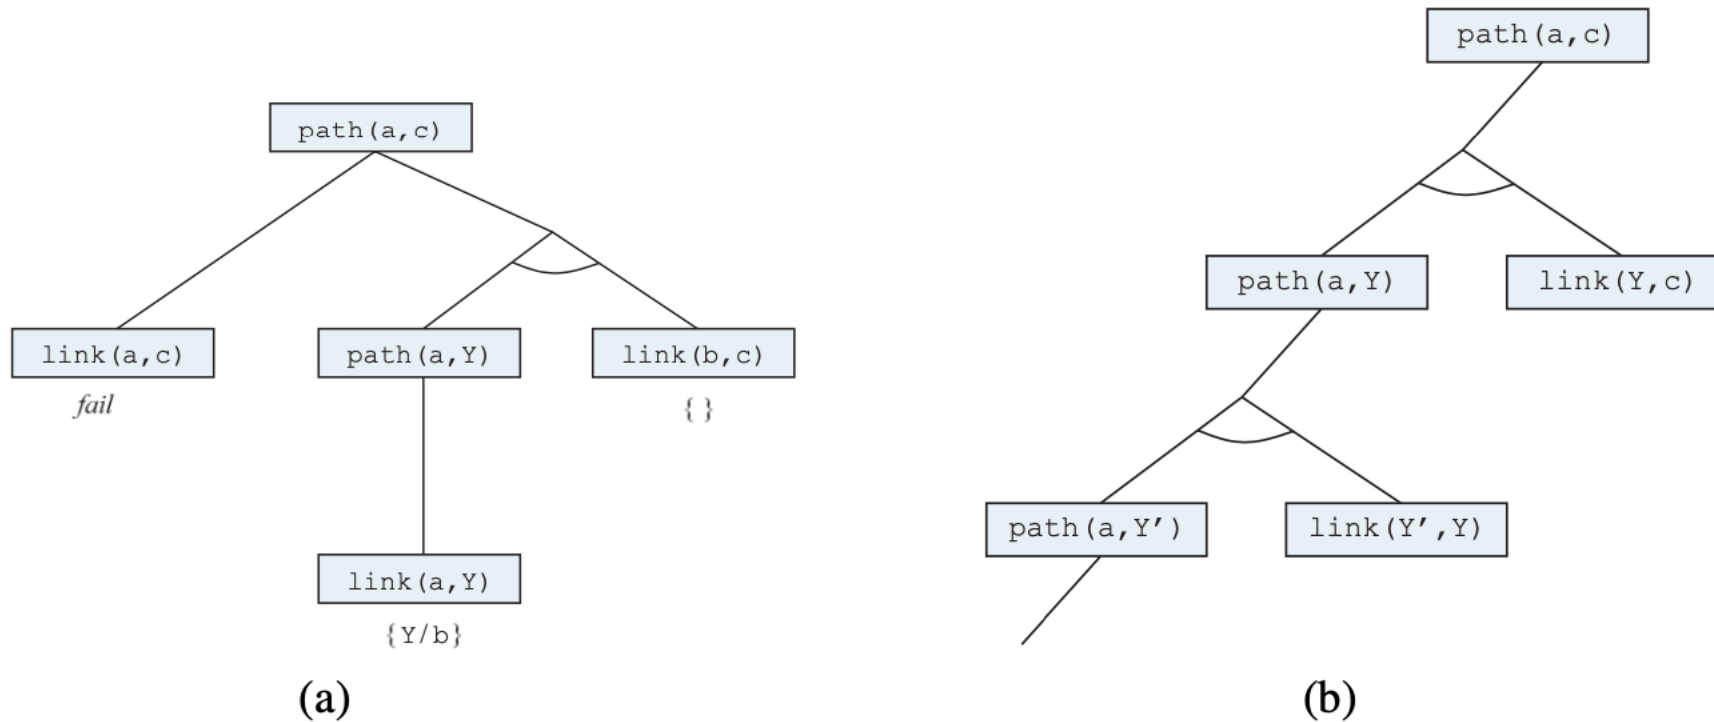 path(a,c)
link(a,c)
fail
path(a,Y)
link(b,c)
{ }
link(a,Y)
{Y/b}
(a)
path(a,c)
path(a,Y)
link(Y,c)
path(a,Y′)
link(Y′,Y)
(b)